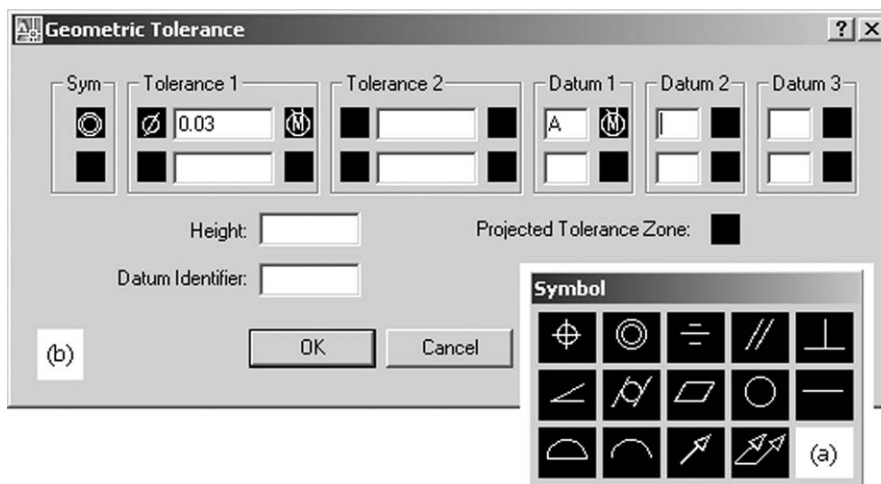 Geometric Tolerance
Sym Tolerance 1 Tolerance 2 Datum 1 Datum 2 Datum 3
Ø 0.03 Ⓜ A Ⓜ
Height: Projected Tolerance Zone:
Datum Identifier:
OK Cancel
(b)
Symbol
(a)